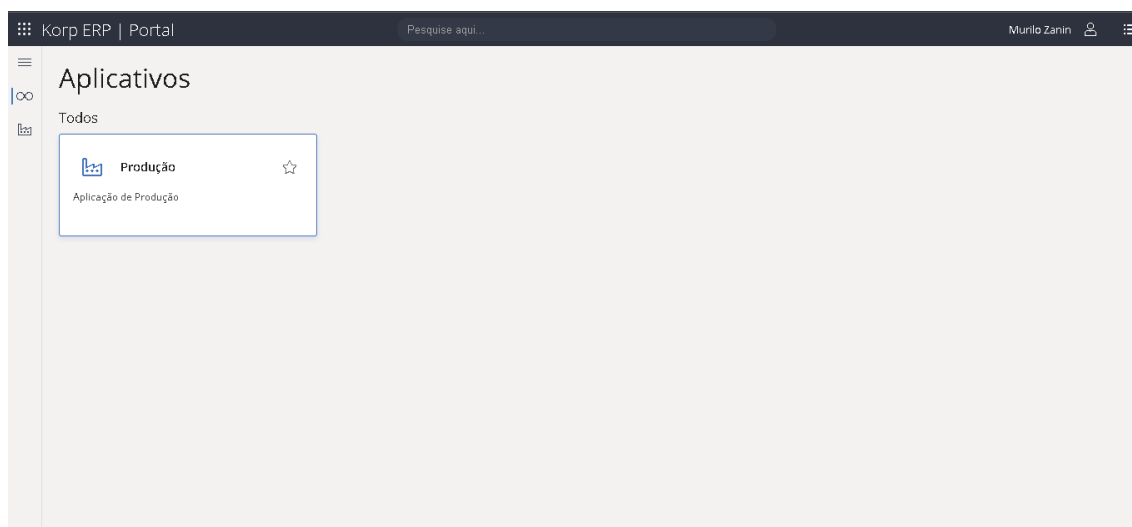 Korp ERP | Portal
Pesquise aqui...
Murilo Zanin
Aplicativos
Todos
Produção
Aplicação de Produção